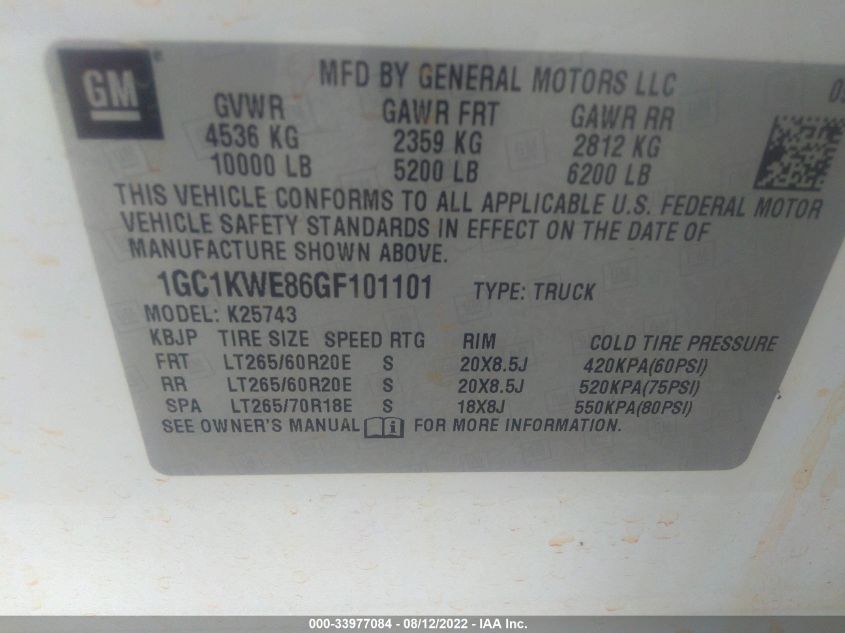 GM ® MFD BY GENERAL MOTORS LLC
GVWR GAWR FRT GAWR RR
4536 KG 2359 KG 2812 KG
10000 LB 5200 LB 6200 LB
THIS VEHICLE CONFORMS TO ALL APPLICABLE U.S. FEDERAL MOTOR
VEHICLE SAFETY STANDARDS IN EFFECT ON THE DATE OF
MANUFACTURE SHOWN ABOVE.
1GC1KWE86GF101101 TYPE: TRUCK
MODEL: K25743
KBJP TIRE SIZE SPEED RTG RIM COLD TIRE PRESSURE
FRT LT265/60R20E S 20X8.5J 420KPA(60PSI)
RR LT265/60R20E S 20X8.5J 520KPA(75PSI)
SPA LT265/70R18E S 18X8J 550KPA(80PSI)
SEE OWNER'S MANUAL i FOR MORE INFORMATION.
000-33977084 - 08/12/2022 - IAA Inc.